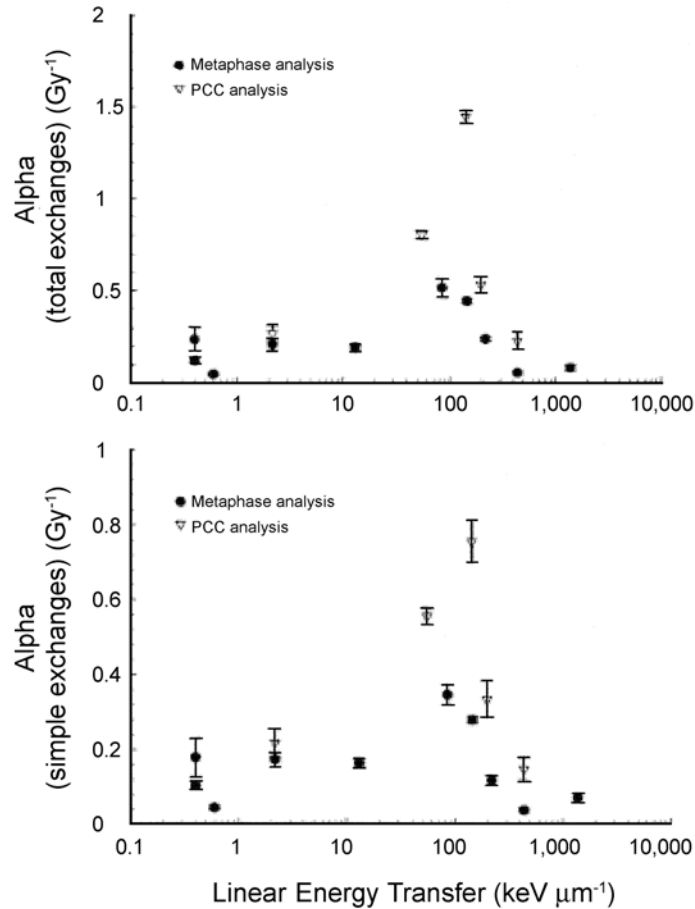 2
1.5
1
0.5
0
Alpha
(total exchanges) (Gy-1)
Metaphase analysis
PCC analysis
0.1 1 10 100 1,000 10,000
1
0.8
0.6
0.4
0.2
0
Alpha
(simple exchanges) (Gy-1)
Metaphase analysis
PCC analysis
0.1 1 10 100 1,000 10,000
Linear Energy Transfer (keV μm-1)